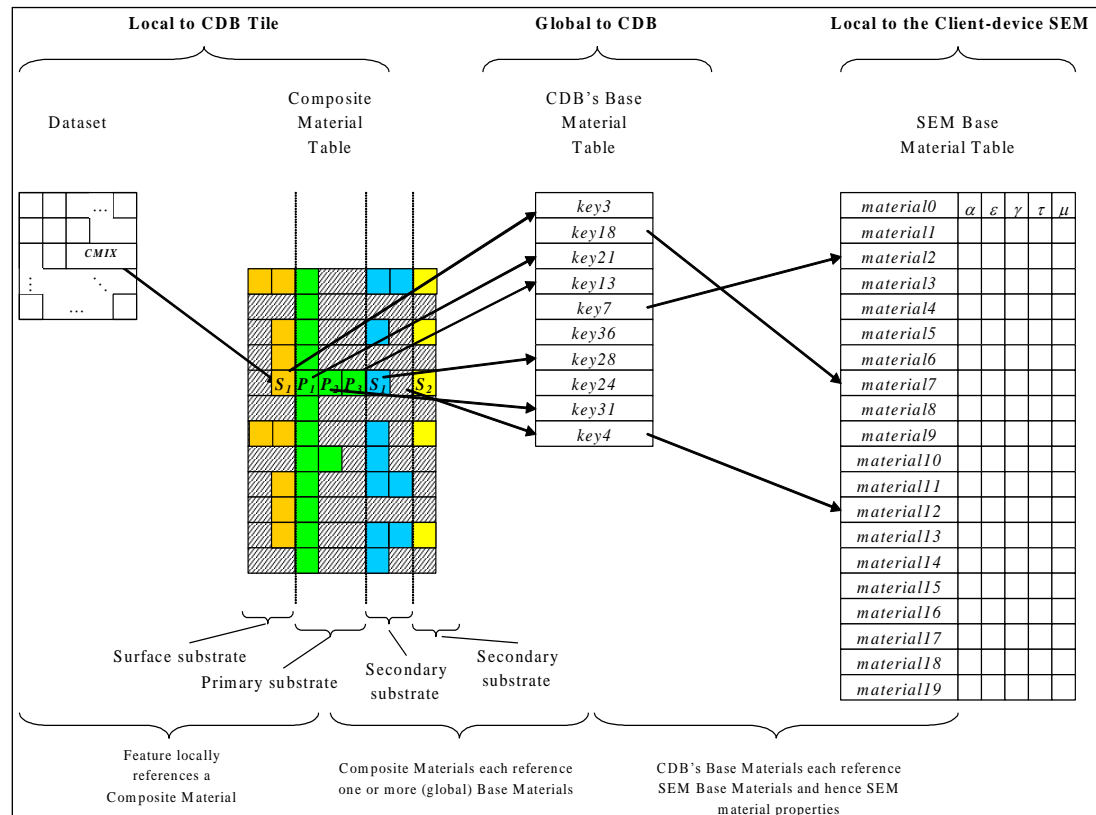 Local to CDB Tile
Global to CDB
Local to the Client-device SEM
Dataset
Composite
Material
Table
CDB's Base
Material
Table
SEM Base
Material Table
...
CMIX
...
S1 P1 P2 P3 S1 S2
key3
key18
key21
key13
key7
key36
key28
key24
key31
key4
material0 α ε γ τ μ
material1
material2
material3
material4
material5
material6
material7
material8
material9
material10
material11
material12
material13
material14
material15
material16
material17
material18
material19
Surface substrate
Primary substrate
Secondary
substrate
Secondary
substrate
Feature locally
references a
Composite Material
Composite Materials each reference
one or more (global) Base Materials
CDB's Base Materials each reference
SEM Base Materials and hence SEM
material properties